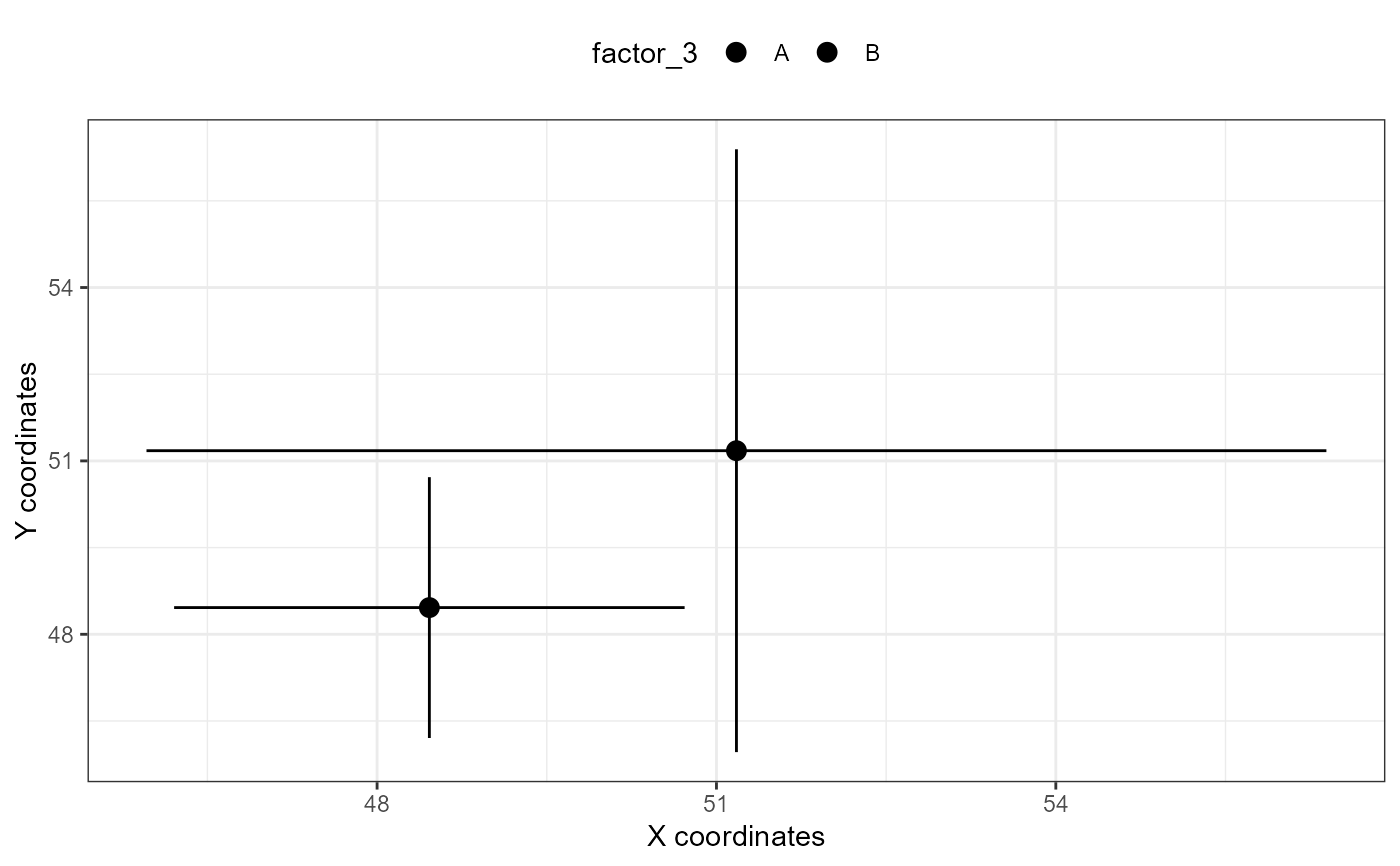 factor_3 A B
54
51
48
Y coordinates
48 51 54
X coordinates